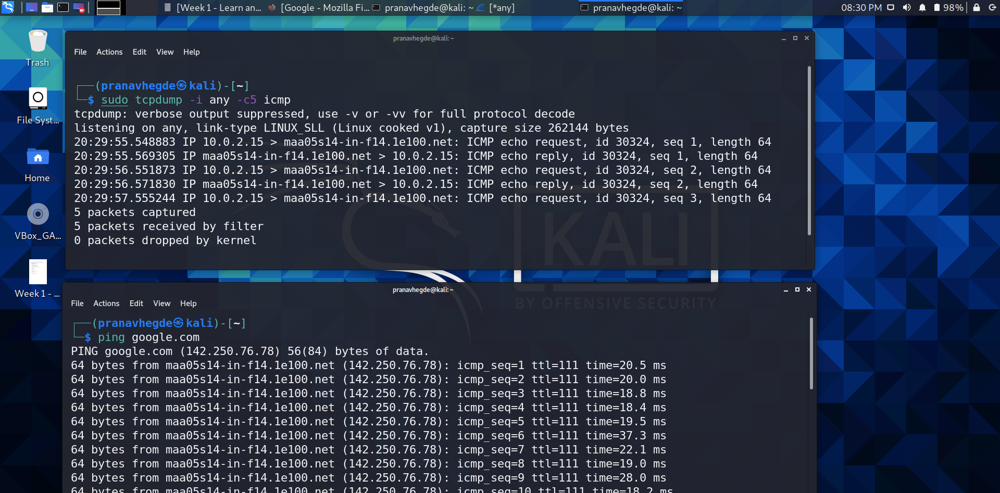 [Week 1 - Learn an...
[Google - Mozilla Fi...
pranavhegde@kali: ~
[*any]
pranavhegde@kali: ~
08:30 PM
98%
Trash
File Syst...
Home
VBox_GA...
Week 1 - ...
pranavhegde@kali:~
File Actions Edit View Help
┌──(pranavhegde㉿kali)-[~]
└─$ sudo tcpdump -i any -c5 icmp
tcpdump: verbose output suppressed, use -v or -vv for full protocol decode
listening on any, link-type LINUX_SLL (Linux cooked v1), capture size 262144 bytes
20:29:55.548883 IP 10.0.2.15 > maa05s14-in-f14.1e100.net: ICMP echo request, id 30324, seq 1, length 64
20:29:55.569305 IP maa05s14-in-f14.1e100.net > 10.0.2.15: ICMP echo reply, id 30324, seq 1, length 64
20:29:56.551873 IP 10.0.2.15 > maa05s14-in-f14.1e100.net: ICMP echo request, id 30324, seq 2, length 64
20:29:56.571830 IP maa05s14-in-f14.1e100.net > 10.0.2.15: ICMP echo reply, id 30324, seq 2, length 64
20:29:57.555244 IP 10.0.2.15 > maa05s14-in-f14.1e100.net: ICMP echo request, id 30324, seq 3, length 64
5 packets captured
5 packets received by filter
0 packets dropped by kernel
KALI
BY OFFENSIVE SECURITY
pranavhegde@kali:~
File Actions Edit View Help
┌──(pranavhegde㉿kali)-[~]
└─$ ping google.com
PING google.com (142.250.76.78) 56(84) bytes of data.
64 bytes from maa05s14-in-f14.1e100.net (142.250.76.78): icmp_seq=1 ttl=111 time=20.5 ms
64 bytes from maa05s14-in-f14.1e100.net (142.250.76.78): icmp_seq=2 ttl=111 time=20.0 ms
64 bytes from maa05s14-in-f14.1e100.net (142.250.76.78): icmp_seq=3 ttl=111 time=18.8 ms
64 bytes from maa05s14-in-f14.1e100.net (142.250.76.78): icmp_seq=4 ttl=111 time=18.4 ms
64 bytes from maa05s14-in-f14.1e100.net (142.250.76.78): icmp_seq=5 ttl=111 time=19.5 ms
64 bytes from maa05s14-in-f14.1e100.net (142.250.76.78): icmp_seq=6 ttl=111 time=37.3 ms
64 bytes from maa05s14-in-f14.1e100.net (142.250.76.78): icmp_seq=7 ttl=111 time=22.1 ms
64 bytes from maa05s14-in-f14.1e100.net (142.250.76.78): icmp_seq=8 ttl=111 time=19.0 ms
64 bytes from maa05s14-in-f14.1e100.net (142.250.76.78): icmp_seq=9 ttl=111 time=28.0 ms
64 bytes from maa05s14-in-f14.1e100.net (142.250.76.78): icmp_seq=10 ttl=111 time=18.2 ms